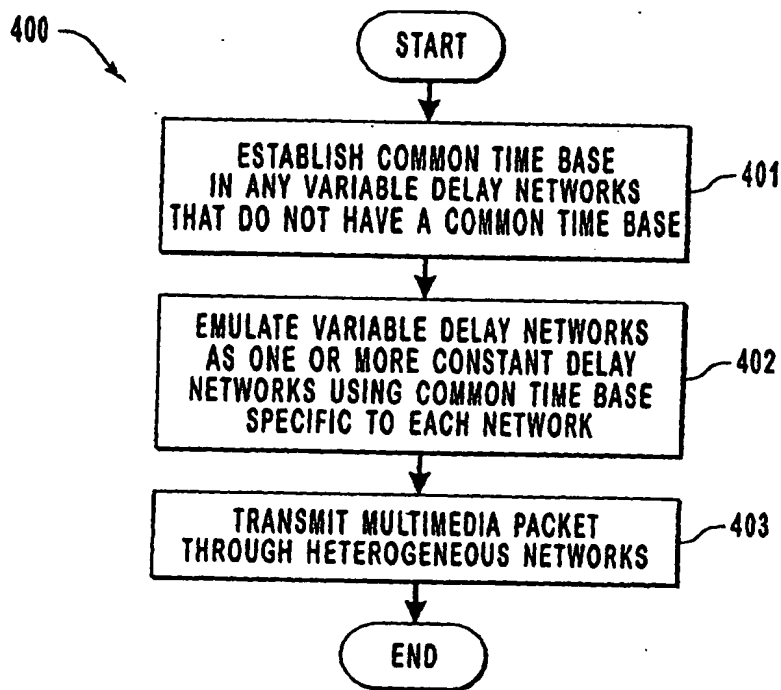 400
START
ESTABLISH COMMON TIME BASE
IN ANY VARIABLE DELAY NETWORKS
THAT DO NOT HAVE A COMMON TIME BASE
401
EMULATE VARIABLE DELAY NETWORKS
AS ONE OR MORE CONSTANT DELAY
NETWORKS USING COMMON TIME BASE
SPECIFIC TO EACH NETWORK
402
TRANSMIT MULTIMEDIA PACKET
THROUGH HETEROGENEOUS NETWORKS
403
END